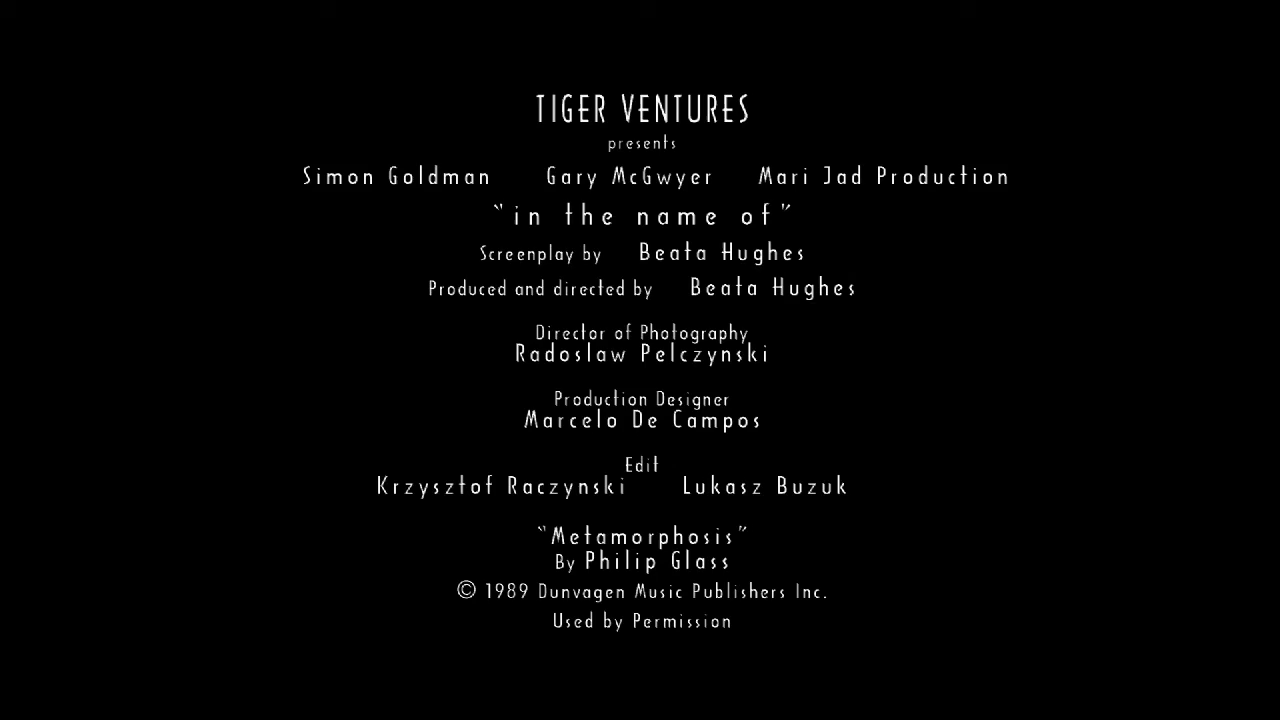 TIGER VENTURES
presents
Simon Goldman Gary McGwyer Mari Jad Production
"in the name of"
Screenplay by Beata Hughes
Produced and directed by Beata Hughes
Director of Photography
Radoslaw Pelczynski
Production Designer
Marcelo De Campos
Edit
Krzysztof Raczynski Lukasz Buzuk
"Metamorphosis"
By Philip Glass
© 1989 Dunvagen Music Publishers Inc.
Used by Permission